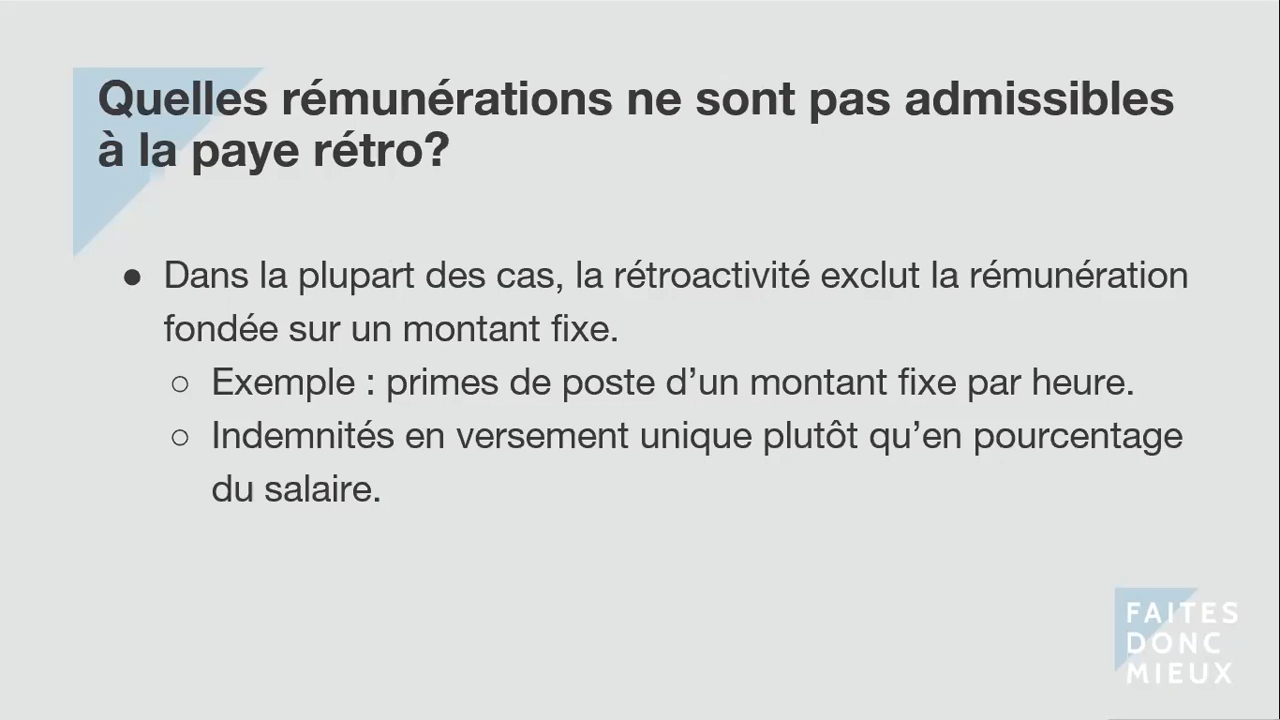 Quelles rémunérations ne sont pas admissibles
à la paye rétro?
● Dans la plupart des cas, la rétroactivité exclut la rémunération
fondée sur un montant fixe.
○ Exemple : primes de poste d’un montant fixe par heure.
○ Indemnités en versement unique plutôt qu’en pourcentage
du salaire.
FAITES
DONC
MIEUX